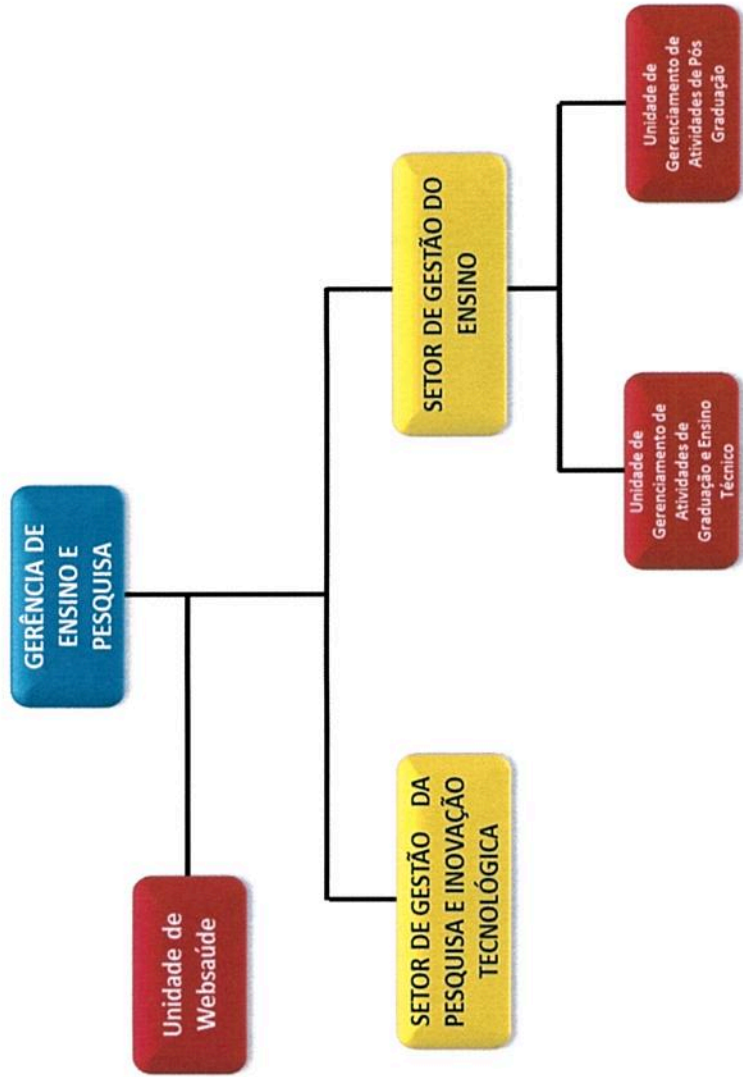 GERÊNCIA DE
ENSINO E
PESQUISA
Unidade de
Websaúde
SETOR DE GESTÃO DA
PESQUISA E INOVAÇÃO
TECNOLÓGICA
SETOR DE GESTÃO DO
ENSINO
Unidade de
Gerenciamento de
Atividades de
Graduação e Ensino
Técnico
Unidade de
Gerenciamento de
Atividades de Pós
Graduação